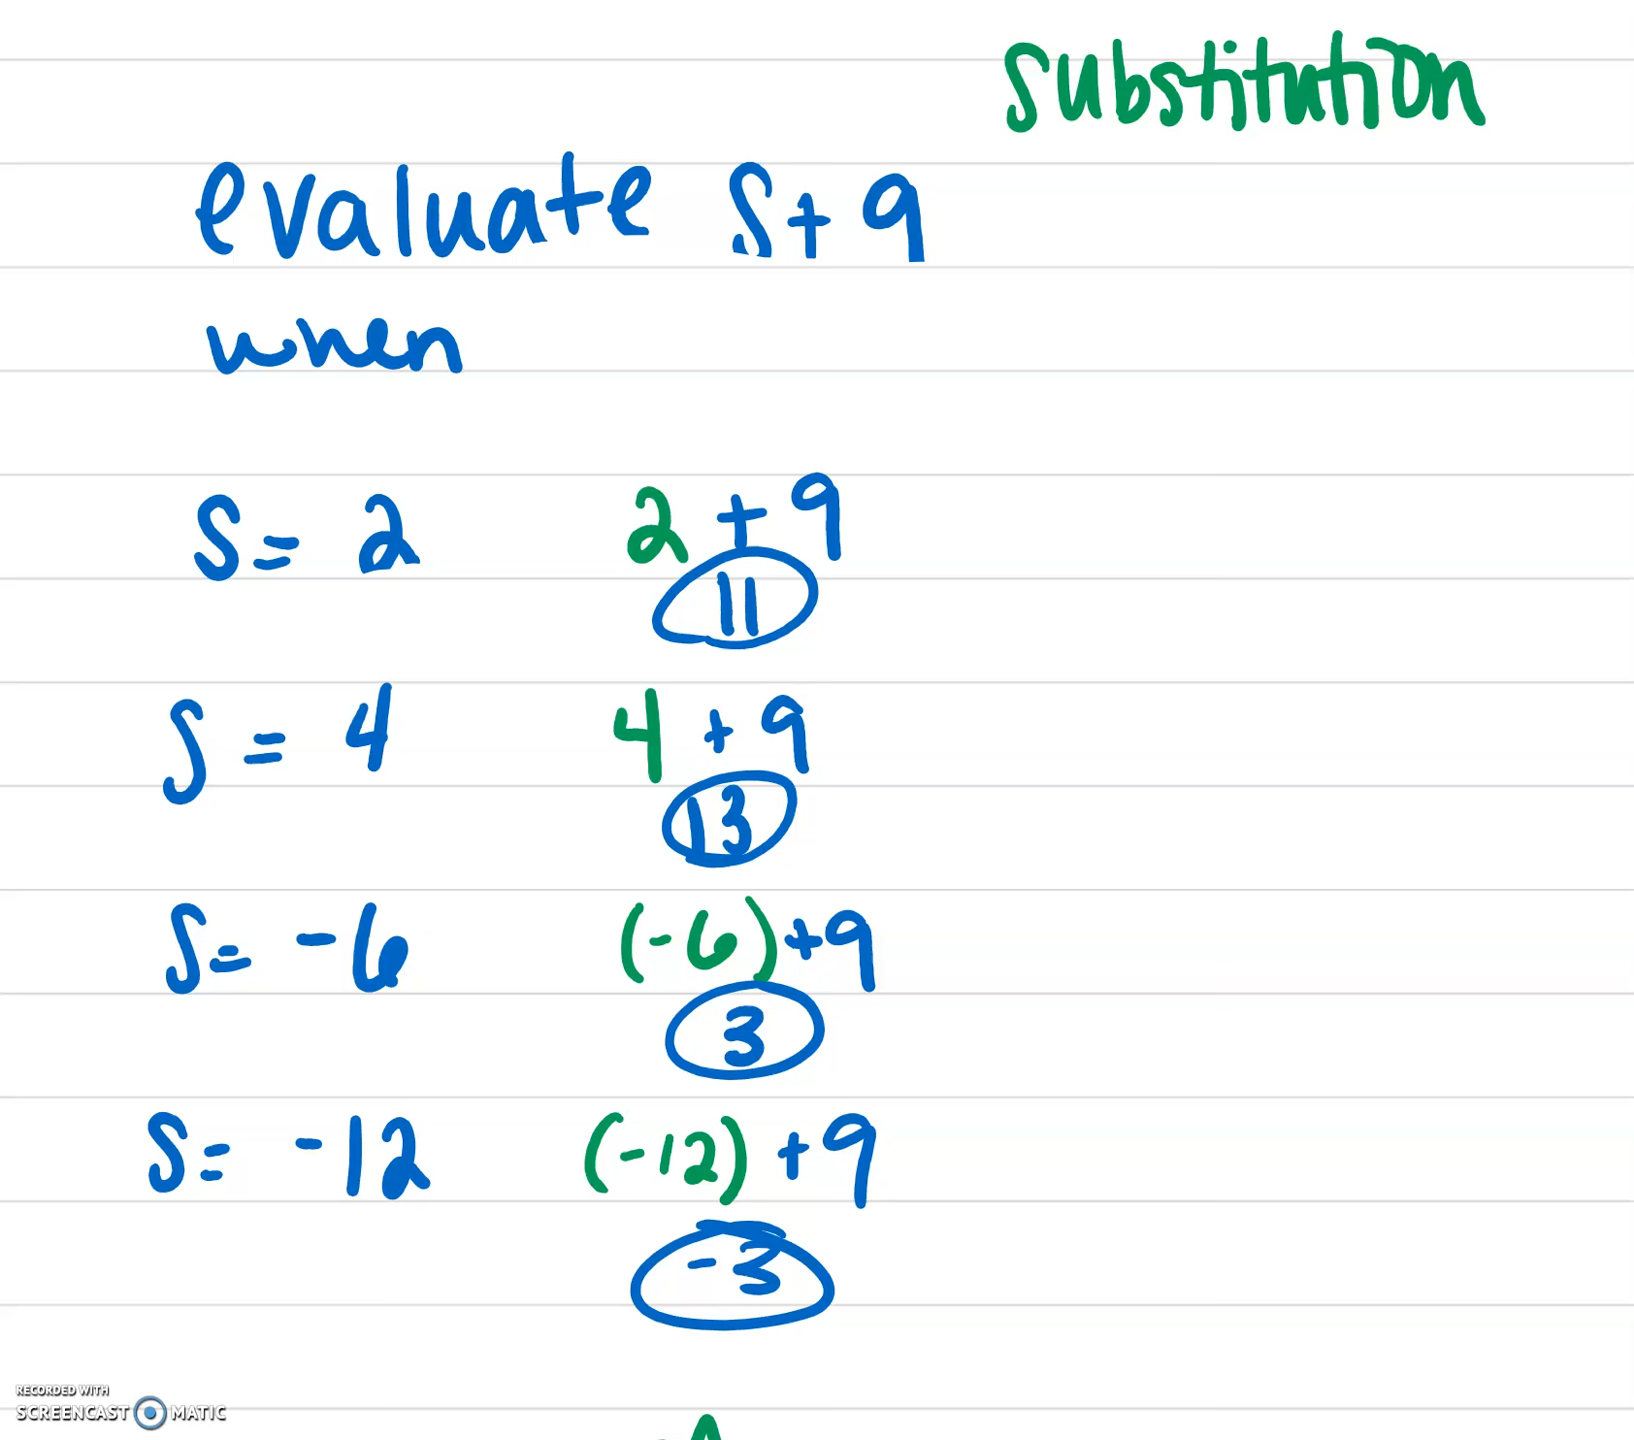 substitution
evaluate s+9
when
s= 2 2 + 9
11
s = 4 4 + 9
13
s= -6 (-6)+9
3
s= -12 (-12) +9
-3
RECORDED WITH
SCREENCAST MATIC